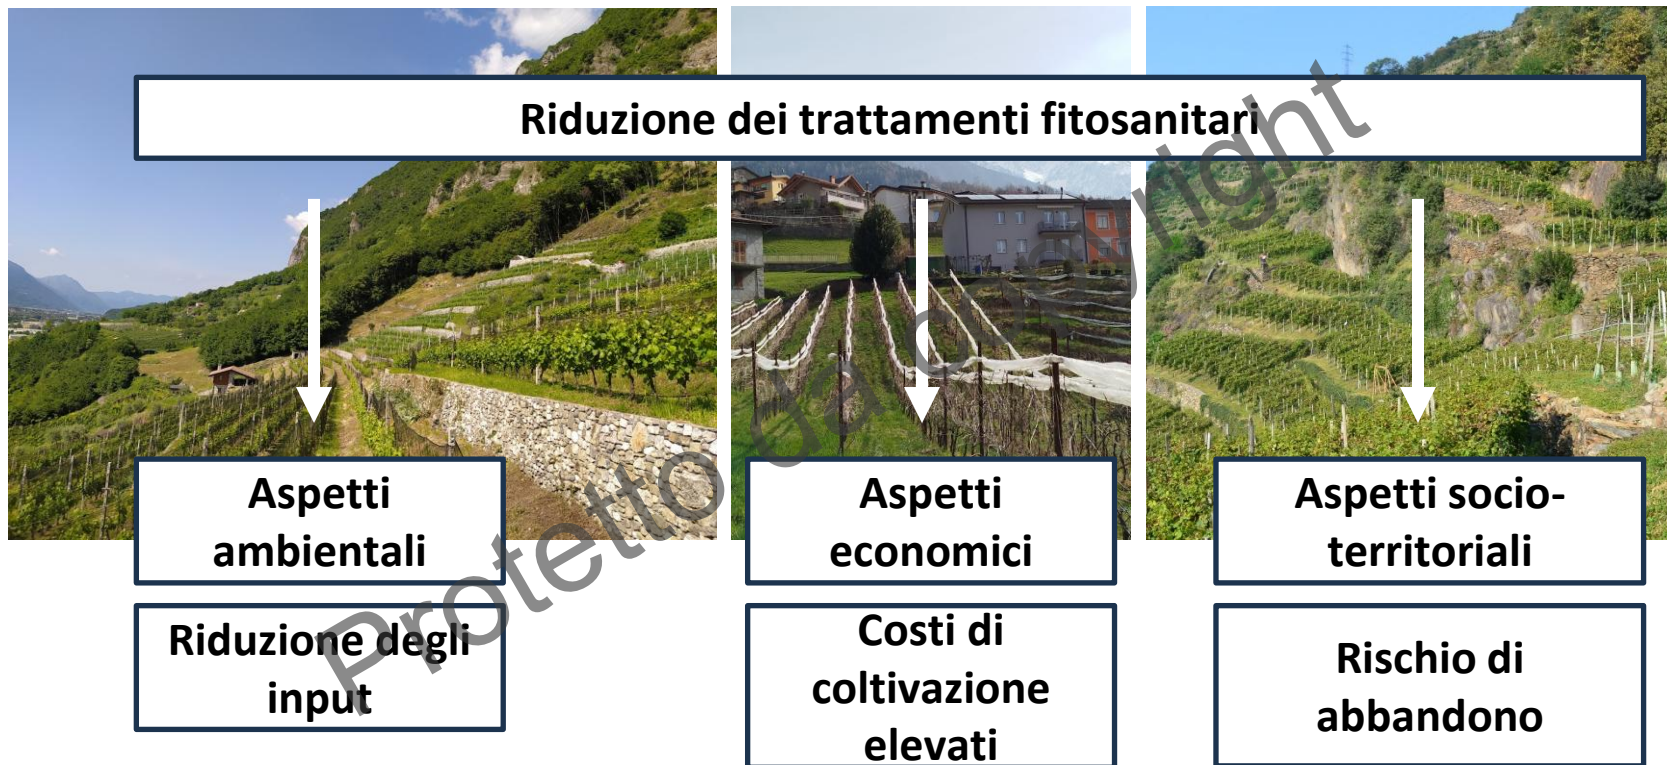 Riduzione dei trattamenti fitosanitari
Aspetti
ambientali
Aspetti
economici
Aspetti socio-
territoriali
Riduzione degli
input
Costi di
coltivazione
elevati
Rischio di
abbandono
Protetto da copyright